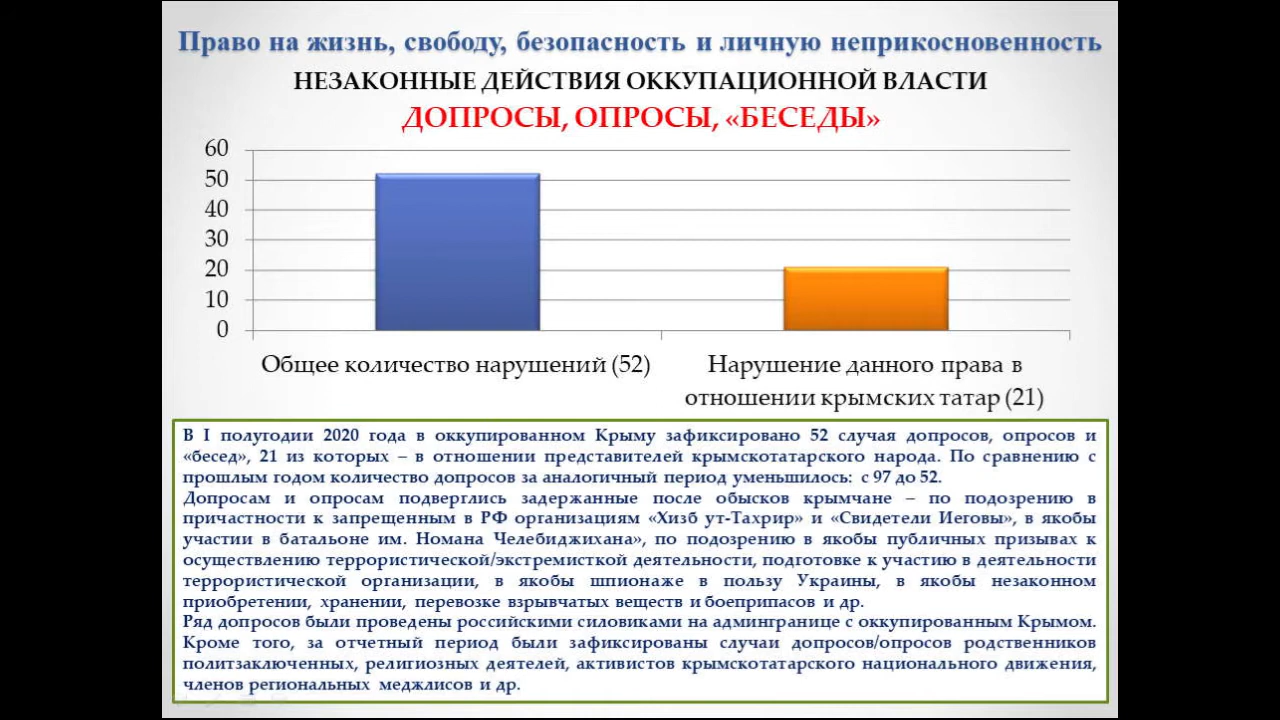 Право на жизнь, свободу, безопасность и личную неприкосновенность
НЕЗАКОННЫЕ ДЕЙСТВИЯ ОККУПАЦИОННОЙ ВЛАСТИ
ДОПРОСЫ, ОПРОСЫ, «БЕСЕДЫ»
60
50
40
30
20
10
0
Общее количество нарушений (52)
Нарушение данного права в
отношении крымских татар (21)
В I полугодии 2020 года в оккупированном Крыму зафиксировано 52 случая допросов, опросов и
«бесед», 21 из которых – в отношении представителей крымскотатарского народа. По сравнению с
прошлым годом количество допросов за аналогичный период уменьшилось: с 97 до 52.
Допросам и опросам подверглись задержанные после обысков крымчане – по подозрению в
причастности к запрещенным в РФ организациям «Хизб ут-Тахрир» и «Свидетели Иеговы», в якобы
участии в батальоне им. Номана Челебиджихана», по подозрению в якобы публичных призывах к
осуществлению террористической/экстремисткой деятельности, подготовке к участию в деятельности
террористической организации, в якобы шпионаже в пользу Украины, в якобы незаконном
приобретении, хранении, перевозке взрывчатых веществ и боеприпасов и др.
Ряд допросов были проведены российскими силовиками на админгранице с оккупированным Крымом.
Кроме того, за отчетный период были зафиксированы случаи допросов/опросов родственников
политзаключенных, религиозных деятелей, активистов крымскотатарского национального движения,
членов региональных меджлисов и др.